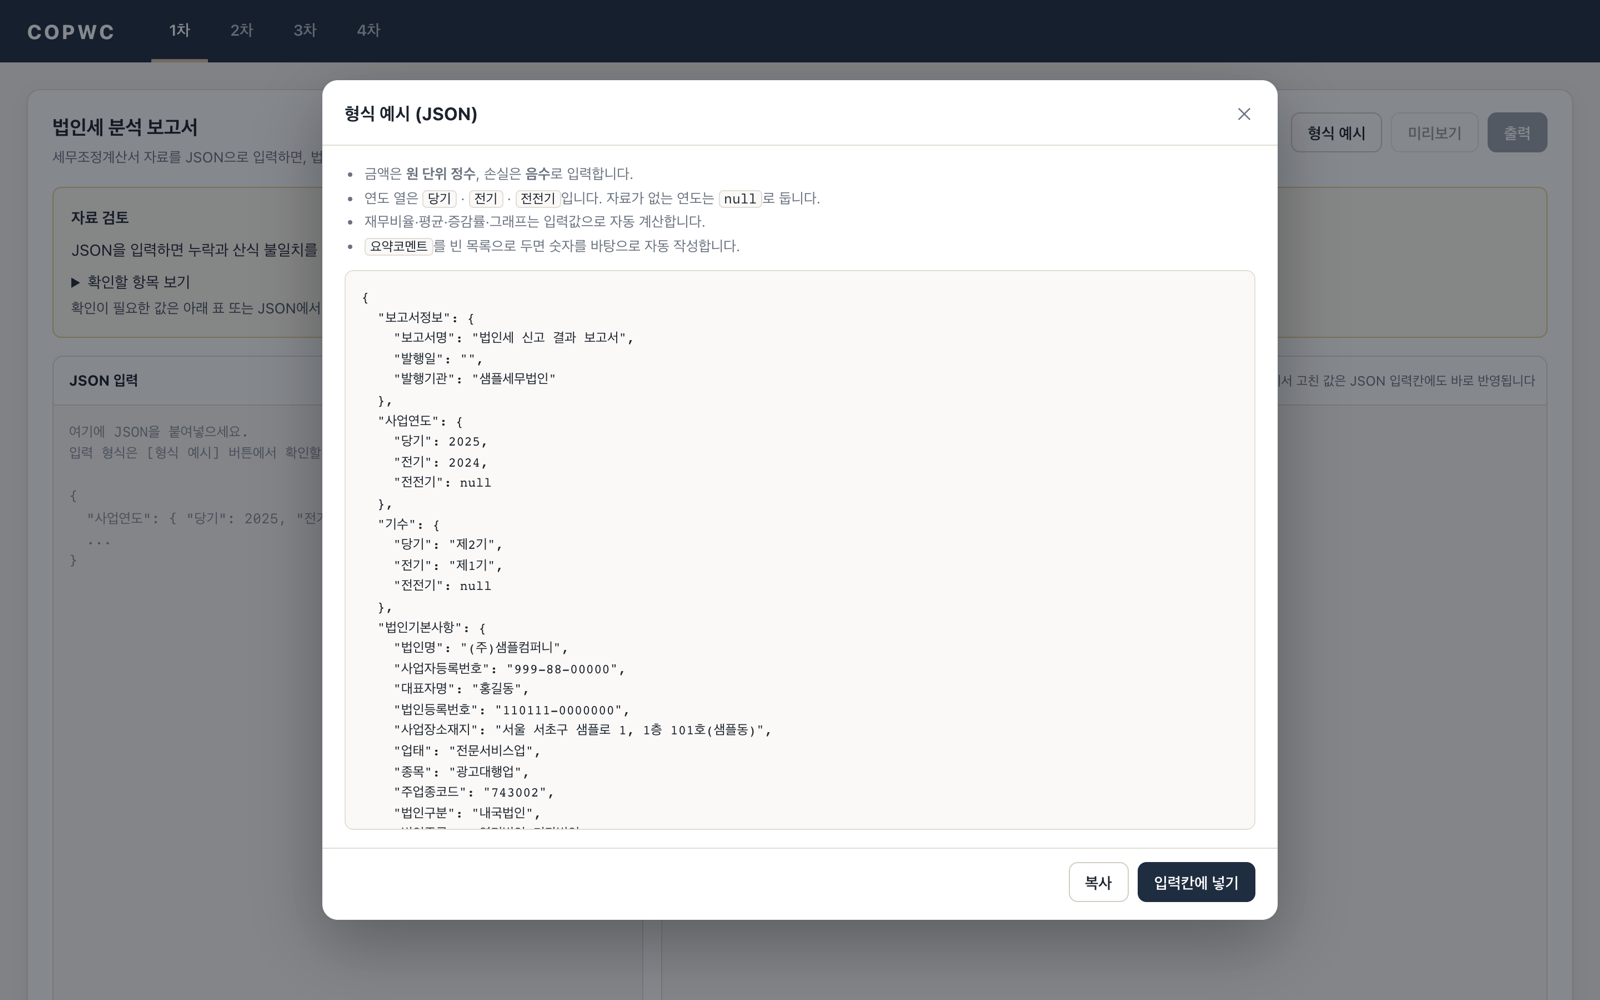 COPWC
1차
2차
3차
4차
법인세 분석 보고서
세무조정계산서 자료를 JSON으로 입력하면, 법
형식 예시
미리보기
출력
자료 검토
JSON을 입력하면 누락과 산식 불일치를
▶ 확인할 항목 보기
확인이 필요한 값은 아래 표 또는 JSON에서
JSON 입력
서 고친 값은 JSON 입력칸에도 바로 반영됩니다
여기에 JSON을 붙여넣으세요.
입력 형식은 [형식 예시] 버튼에서 확인할
{
"사업연도": { "당기": 2025, "전기
...
}
형식 예시 (JSON)
• 금액은 원 단위 정수, 손실은 음수로 입력합니다.
• 연도 열은 당기 · 전기 · 전전기입니다. 자료가 없는 연도는 null로 둡니다.
• 재무비율·평균·증감률·그래프는 입력값으로 자동 계산합니다.
• 요약코멘트를 빈 목록으로 두면 숫자를 바탕으로 자동 작성합니다.
{
"보고서정보": {
"보고서명": "법인세 신고 결과 보고서",
"발행일": "",
"발행기관": "샘플세무법인"
},
"사업연도": {
"당기": 2025,
"전기": 2024,
"전전기": null
},
"기수": {
"당기": "제2기",
"전기": "제1기",
"전전기": null
},
"법인기본사항": {
"법인명": "(주)샘플컴퍼니",
"사업자등록번호": "999-88-00000",
"대표자명": "홍길동",
"법인등록번호": "110111-0000000",
"사업장소재지": "서울 서초구 샘플로 1, 1층 101호(샘플동)",
"업태": "전문서비스업",
"종목": "광고대행업",
"주업종코드": "743002",
"법인구분": "내국법인",
복사
입력칸에 넣기